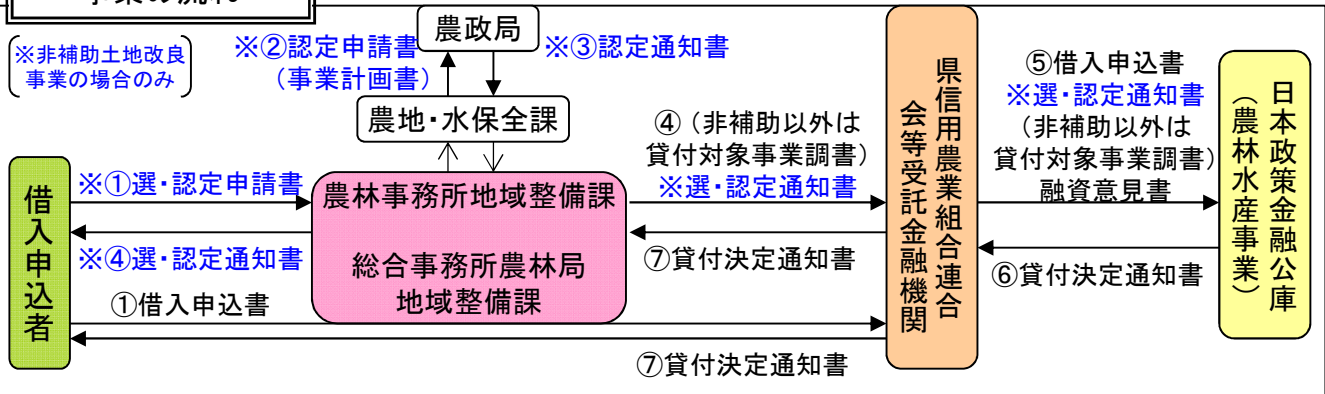 事業の流れ
※非補助土地改良
事業の場合のみ
※②認定申請書
(事業計画書)
農政局
※③認定通知書
農地・水保全課
借入申込者
※①選・認定申請書
※④選・認定通知書
①借入申込書
農林事務所地域整備課
総合事務所農林局
地域整備課
④(非補助以外は
貸付対象事業調書)
※選・認定通知書
⑦貸付決定通知書
⑦貸付決定通知書
県信用農業組合連合
会等受託金融機関
⑤借入申込書
※選・認定通知書
(非補助以外は
貸付対象事業調書)
融資意見書
⑥貸付決定通知書
日本政策金融公庫
(農林水産事業)